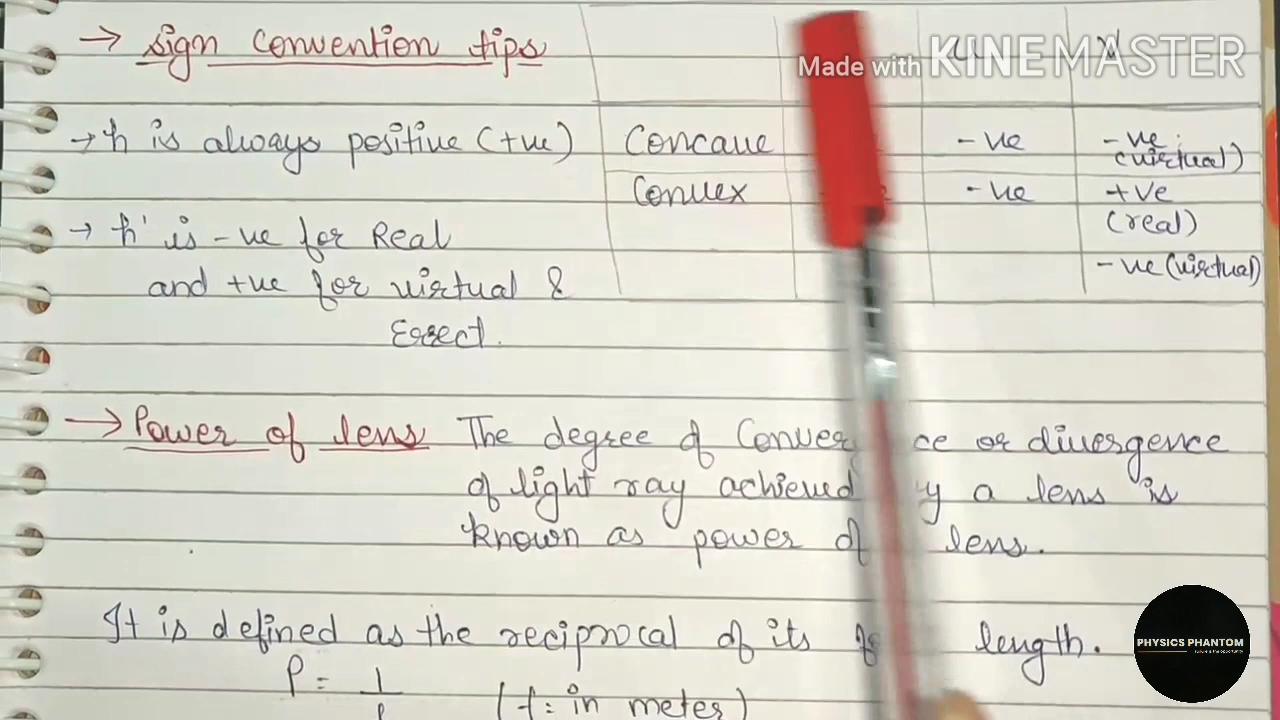 → sign convention tips
Made with KINEMASTER
u v
→ h is always positive (+ve)
Concave -ve -ve
(virtual)
Convex -ve +ve
(real)
→ h' is -ve for Real
and +ve for virtual &
Erect.
-ve (virtual)
→ Power of lens The degree of or divergence
of light ray achieved a lens is
known as power of lens.
It is defined as the reciprocal of its length.
P = 1
(f = in meter)
PHYSICS PHANTOM